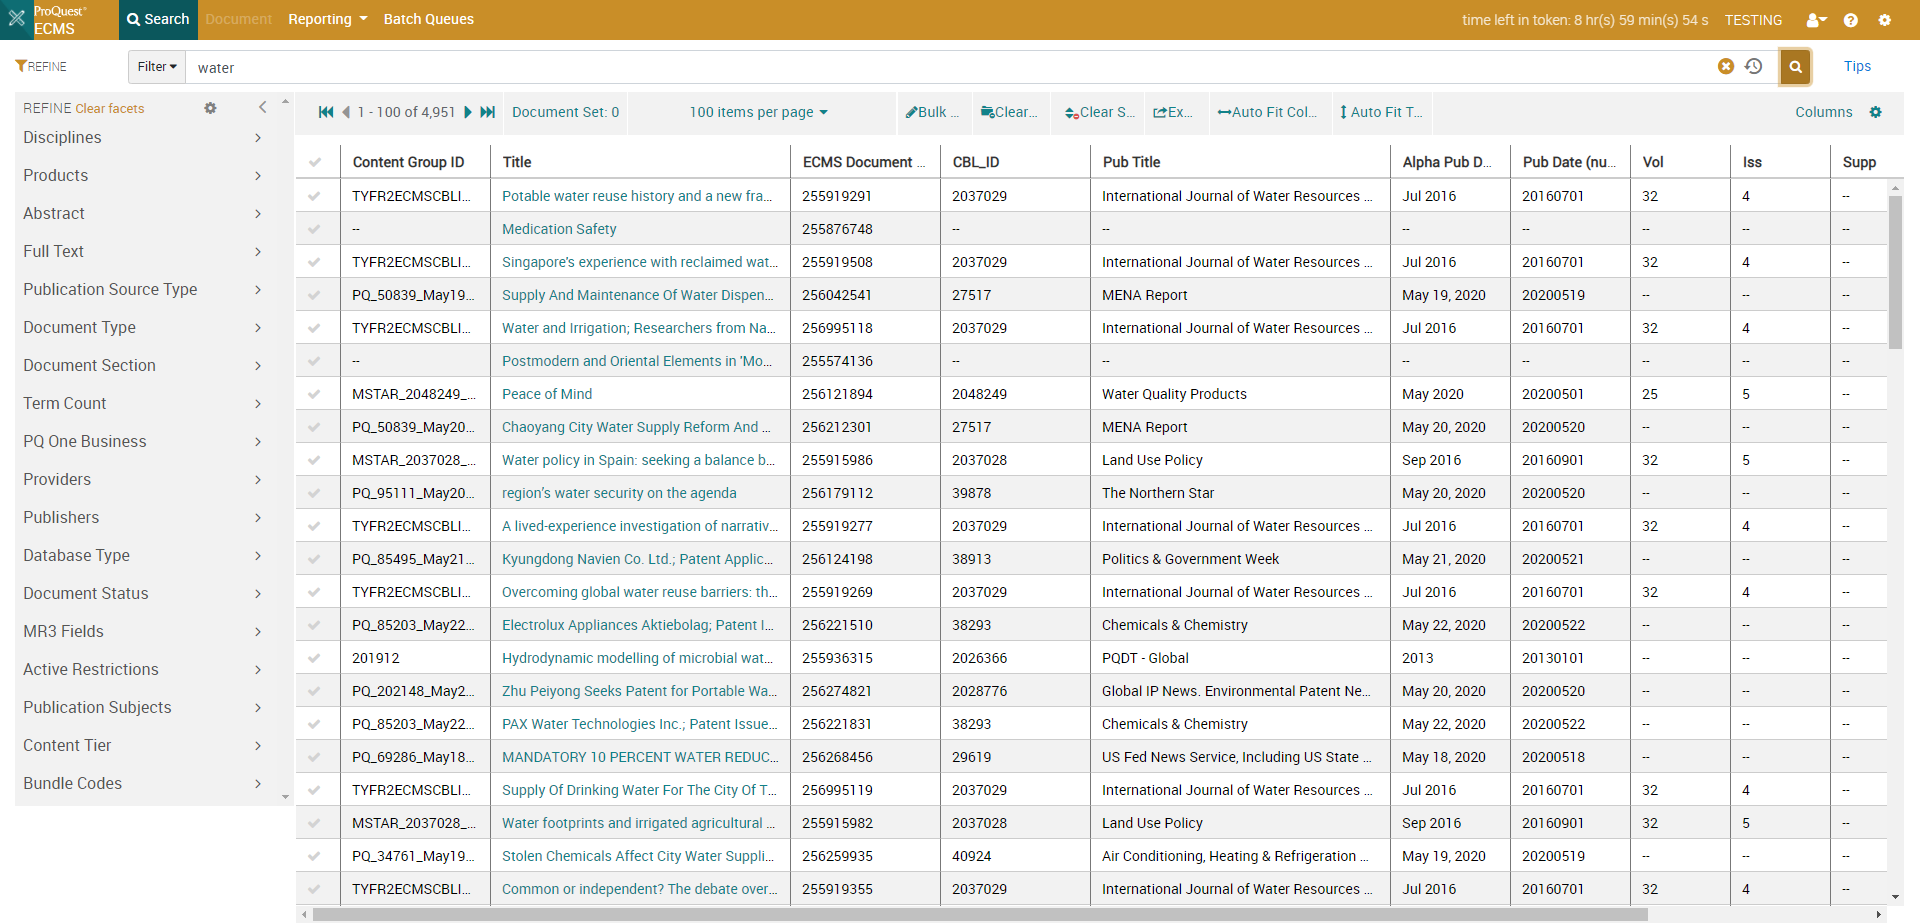 ProQuest® ECMS Search Document Reporting Batch Queues time left in token: 8 hr(s) 59 min(s) 54 s TESTING
REFINE Filter water Tips
REFINE Clear facets
Disciplines
Products
Abstract
Full Text
Publication Source Type
Document Type
Document Section
Term Count
PQ One Business
Providers
Publishers
Database Type
Document Status
MR3 Fields
Active Restrictions
Publication Subjects
Content Tier
Bundle Codes
1 - 100 of 4,951 Document Set: 0 100 items per page Bulk ... Clear... Clear S... Ex... Auto Fit Col... Auto Fit T... Columns
Content Group ID Title ECMS Document ... CBL_ID Pub Title Alpha Pub D... Pub Date (nu... Vol Iss Supp
TYFR2ECMSCBLI... Potable water reuse history and a new fra... 255919291 2037029 International Journal of Water Resources ... Jul 2016 20160701 32 4 --
-- Medication Safety 255876748 -- -- -- -- -- -- --
TYFR2ECMSCBLI... Singapore's experience with reclaimed wat... 255919508 2037029 International Journal of Water Resources ... Jul 2016 20160701 32 4 --
PQ_50839_May19... Supply And Maintenance Of Water Dispen... 256042541 27517 MENA Report May 19, 2020 20200519 -- -- --
TYFR2ECMSCBLI... Water and Irrigation; Researchers from Na... 256995118 2037029 International Journal of Water Resources ... Jul 2016 20160701 32 4 --
-- Postmodern and Oriental Elements in 'Mo... 255574136 -- -- -- -- -- -- --
MSTAR_2048249_... Peace of Mind 256121894 2048249 Water Quality Products May 2020 20200501 25 5 --
PQ_50839_May20... Chaoyang City Water Supply Reform And ... 256212301 27517 MENA Report May 20, 2020 20200520 -- -- --
MSTAR_2037028_... Water policy in Spain: seeking a balance b... 255915986 2037028 Land Use Policy Sep 2016 20160901 32 5 --
PQ_95111_May20... region's water security on the agenda 256179112 39878 The Northern Star May 20, 2020 20200520 -- -- --
TYFR2ECMSCBLI... A lived-experience investigation of narrativ... 255919277 2037029 International Journal of Water Resources ... Jul 2016 20160701 32 4 --
PQ_85495_May21... Kyungdong Navien Co. Ltd.; Patent Applic... 256124198 38913 Politics & Government Week May 21, 2020 20200521 -- -- --
TYFR2ECMSCBLI... Overcoming global water reuse barriers: th... 255919269 2037029 International Journal of Water Resources ... Jul 2016 20160701 32 4 --
PQ_85203_May22... Electrolux Appliances Aktiebolag; Patent I... 256221510 38293 Chemicals & Chemistry May 22, 2020 20200522 -- -- --
201912 Hydrodynamic modelling of microbial wat... 255936315 2026366 PQDT - Global 2013 20130101 -- -- --
PQ_202148_May2... Zhu Peiyong Seeks Patent for Portable Wa... 256274821 2028776 Global IP News. Environmental Patent Ne... May 20, 2020 20200520 -- -- --
PQ_85203_May22... PAX Water Technologies Inc.; Patent Issue... 256221831 38293 Chemicals & Chemistry May 22, 2020 20200522 -- -- --
PQ_69286_May18... MANDATORY 10 PERCENT WATER REDUC... 256268456 29619 US Fed News Service, Including US State ... May 18, 2020 20200518 -- -- --
TYFR2ECMSCBLI... Supply Of Drinking Water For The City Of T... 256995119 2037029 International Journal of Water Resources ... Jul 2016 20160701 32 4 --
MSTAR_2037028_... Water footprints and irrigated agricultural ... 255915982 2037028 Land Use Policy Sep 2016 20160901 32 5 --
PQ_34761_May19... Stolen Chemicals Affect City Water Suppli... 256259935 40924 Air Conditioning, Heating & Refrigeration ... May 19, 2020 20200519 -- -- --
TYFR2ECMSCBLI... Common or independent? The debate over... 255919355 2037029 International Journal of Water Resources ... Jul 2016 20160701 32 4 --